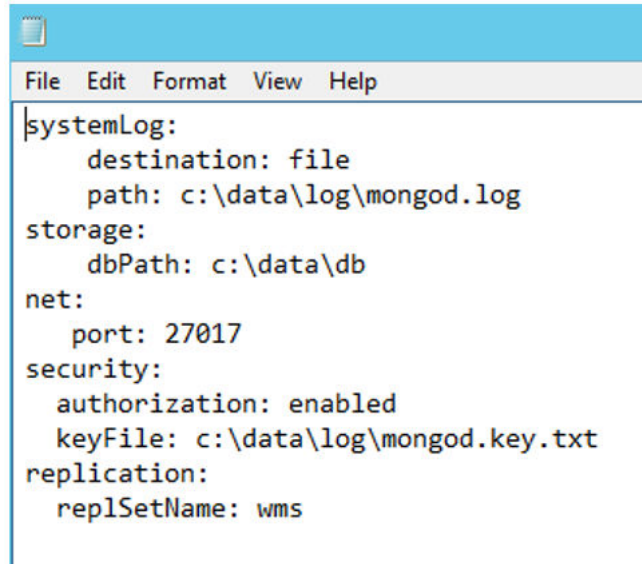 File Edit Format View Help
systemLog:
    destination: file
    path: c:\data\log\mongod.log
storage:
    dbPath: c:\data\db
net:
   port: 27017
security:
  authorization: enabled
  keyFile: c:\data\log\mongod.key.txt
replication:
  replSetName: wms